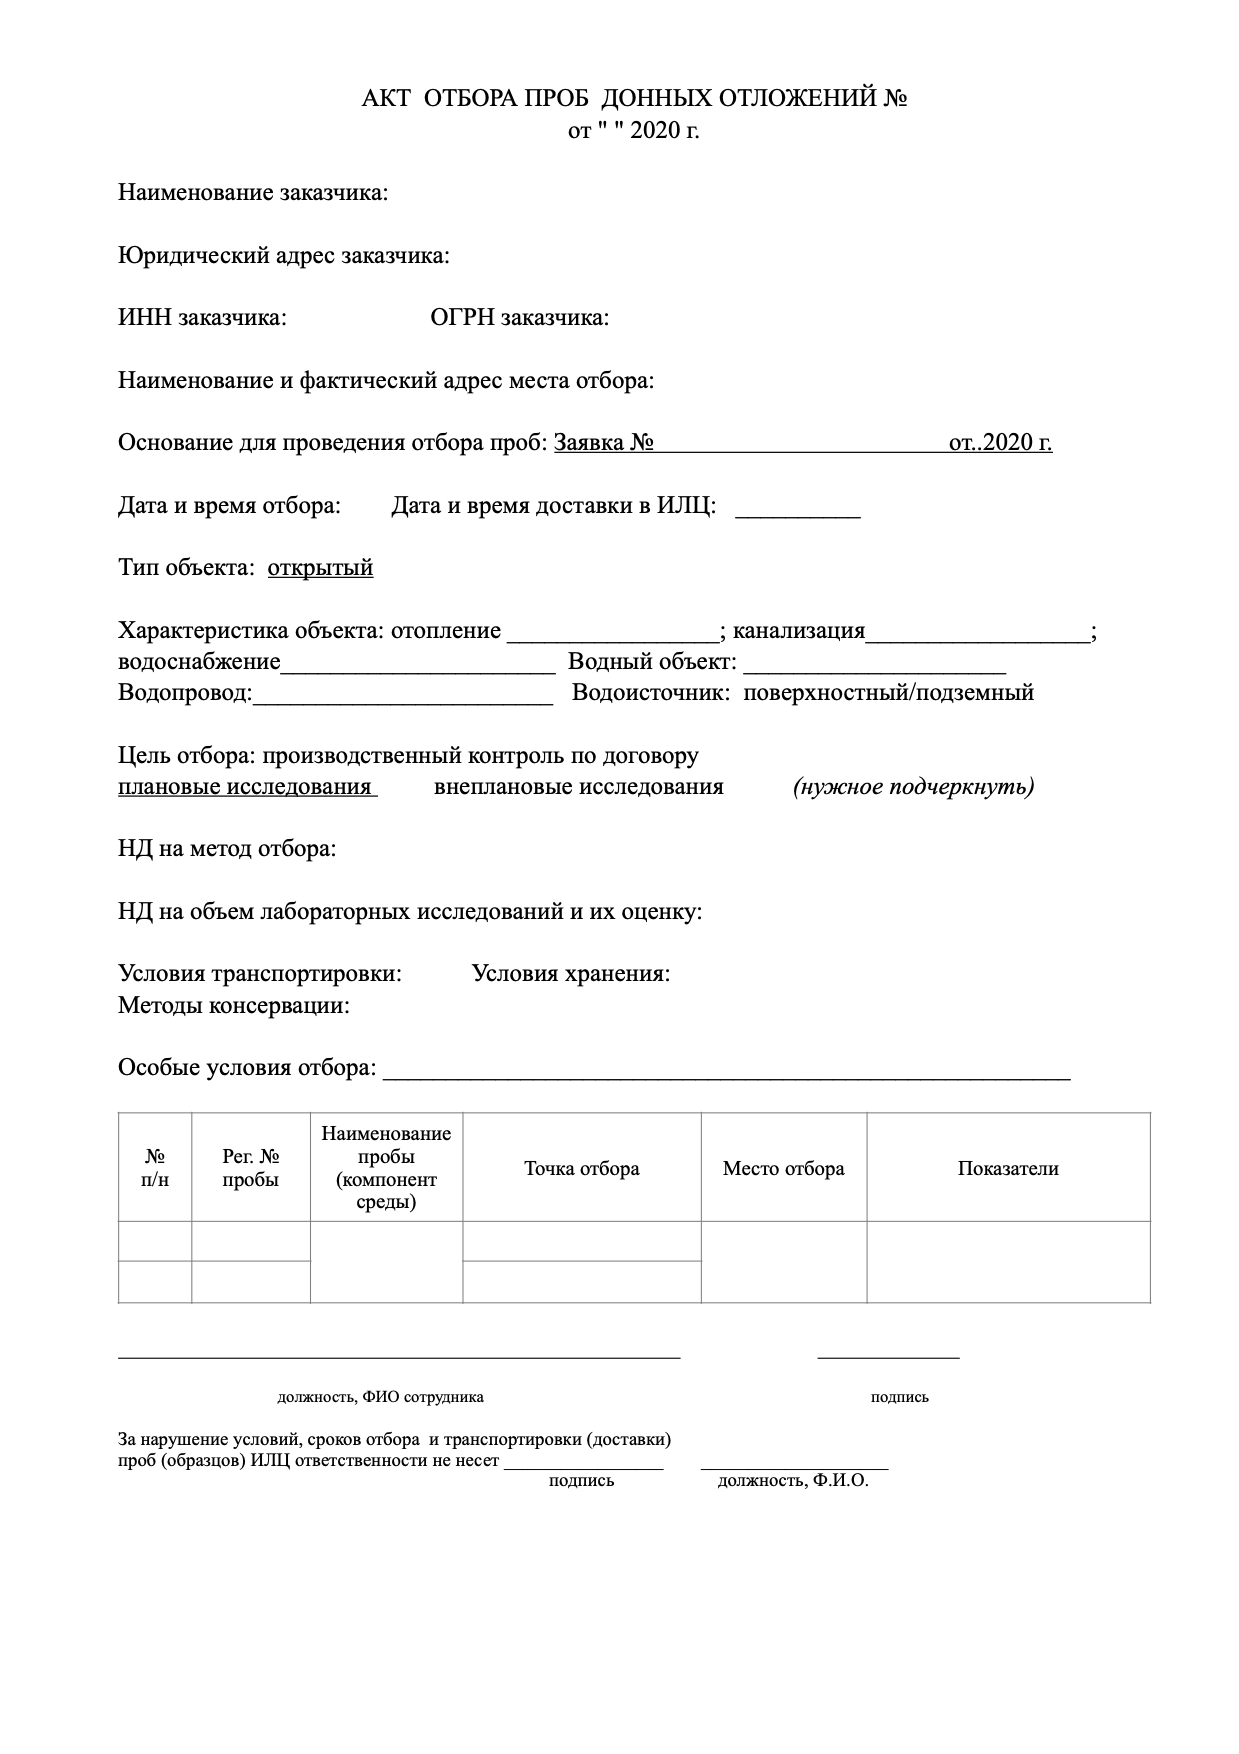 АКТ  ОТБОРА ПРОБ  ДОННЫХ ОТЛОЖЕНИЙ №
от " " 2020 г.
Наименование заказчика:
Юридический адрес заказчика:
ИНН заказчика:                       ОГРН заказчика:
Наименование и фактический адрес места отбора:
Основание для проведения отбора проб: Заявка № от..2020 г.
Дата и время отбора:        Дата и время доставки в ИЛЦ:   __________
Тип объекта:  открытый
Характеристика объекта: отопление _________________; канализация__________________;
водоснабжение______________________  Водный объект: _____________________
Водопровод:________________________   Водоисточник:  поверхностный/подземный
Цель отбора: производственный контроль по договору
плановые исследования         внеплановые исследования           (нужное подчеркнуть)
НД на метод отбора:
НД на объем лабораторных исследований и их оценку:
Условия транспортировки:           Условия хранения:
Методы консервации:
Особые условия отбора: _______________________________________________________
№ п/н | Рег. № пробы | Наименование пробы (компонент среды) | Точка отбора | Место отбора | Показатели
должность, ФИО сотрудника                    подпись
За нарушение условий, сроков отбора  и транспортировки (доставки)
проб (образцов) ИЛЦ ответственности не несет _________________    ____________________
подпись                      должность, Ф.И.О.